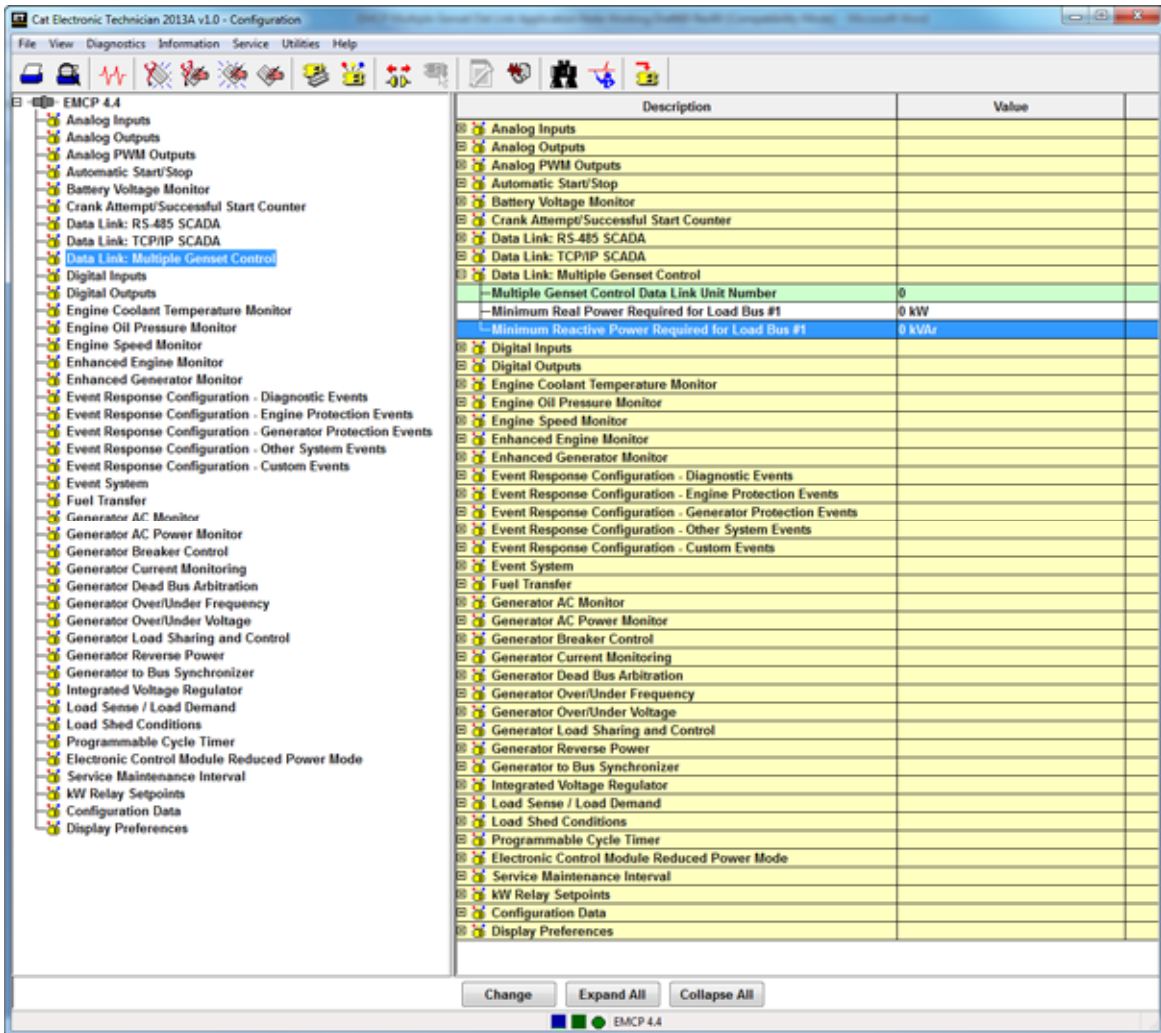 Cat Electronic Technician 2013A v1.0 - Configuration
File View Diagnostics Information Service Utilities Help
EMCP 4.4
Analog Inputs
Analog Outputs
Analog PWM Outputs
Automatic Start/Stop
Battery Voltage Monitor
Crank Attempt/Successful Start Counter
Data Link: RS-485 SCADA
Data Link: TCP/IP SCADA
Data Link: Multiple Genset Control
Digital Inputs
Digital Outputs
Engine Coolant Temperature Monitor
Engine Oil Pressure Monitor
Engine Speed Monitor
Enhanced Engine Monitor
Enhanced Generator Monitor
Event Response Configuration - Diagnostic Events
Event Response Configuration - Engine Protection Events
Event Response Configuration - Generator Protection Events
Event Response Configuration - Other System Events
Event Response Configuration - Custom Events
Event System
Fuel Transfer
Generator AC Monitor
Generator AC Power Monitor
Generator Breaker Control
Generator Current Monitoring
Generator Dead Bus Arbitration
Generator Over/Under Frequency
Generator Over/Under Voltage
Generator Load Sharing and Control
Generator Reverse Power
Generator to Bus Synchronizer
Integrated Voltage Regulator
Load Sense / Load Demand
Load Shed Conditions
Programmable Cycle Timer
Electronic Control Module Reduced Power Mode
Service Maintenance Interval
kW Relay Setpoints
Configuration Data
Display Preferences
Description Value
Analog Inputs
Analog Outputs
Analog PWM Outputs
Automatic Start/Stop
Battery Voltage Monitor
Crank Attempt/Successful Start Counter
Data Link: RS-485 SCADA
Data Link: TCP/IP SCADA
Data Link: Multiple Genset Control
Multiple Genset Control Data Link Unit Number 0
Minimum Real Power Required for Load Bus #1 0 kW
Minimum Reactive Power Required for Load Bus #1 0 kVAr
Digital Inputs
Digital Outputs
Engine Coolant Temperature Monitor
Engine Oil Pressure Monitor
Engine Speed Monitor
Enhanced Engine Monitor
Enhanced Generator Monitor
Event Response Configuration - Diagnostic Events
Event Response Configuration - Engine Protection Events
Event Response Configuration - Generator Protection Events
Event Response Configuration - Other System Events
Event Response Configuration - Custom Events
Event System
Fuel Transfer
Generator AC Monitor
Generator AC Power Monitor
Generator Breaker Control
Generator Current Monitoring
Generator Dead Bus Arbitration
Generator Over/Under Frequency
Generator Over/Under Voltage
Generator Load Sharing and Control
Generator Reverse Power
Generator to Bus Synchronizer
Integrated Voltage Regulator
Load Sense / Load Demand
Load Shed Conditions
Programmable Cycle Timer
Electronic Control Module Reduced Power Mode
Service Maintenance Interval
kW Relay Setpoints
Configuration Data
Display Preferences
Change Expand All Collapse All
EMCP 4.4